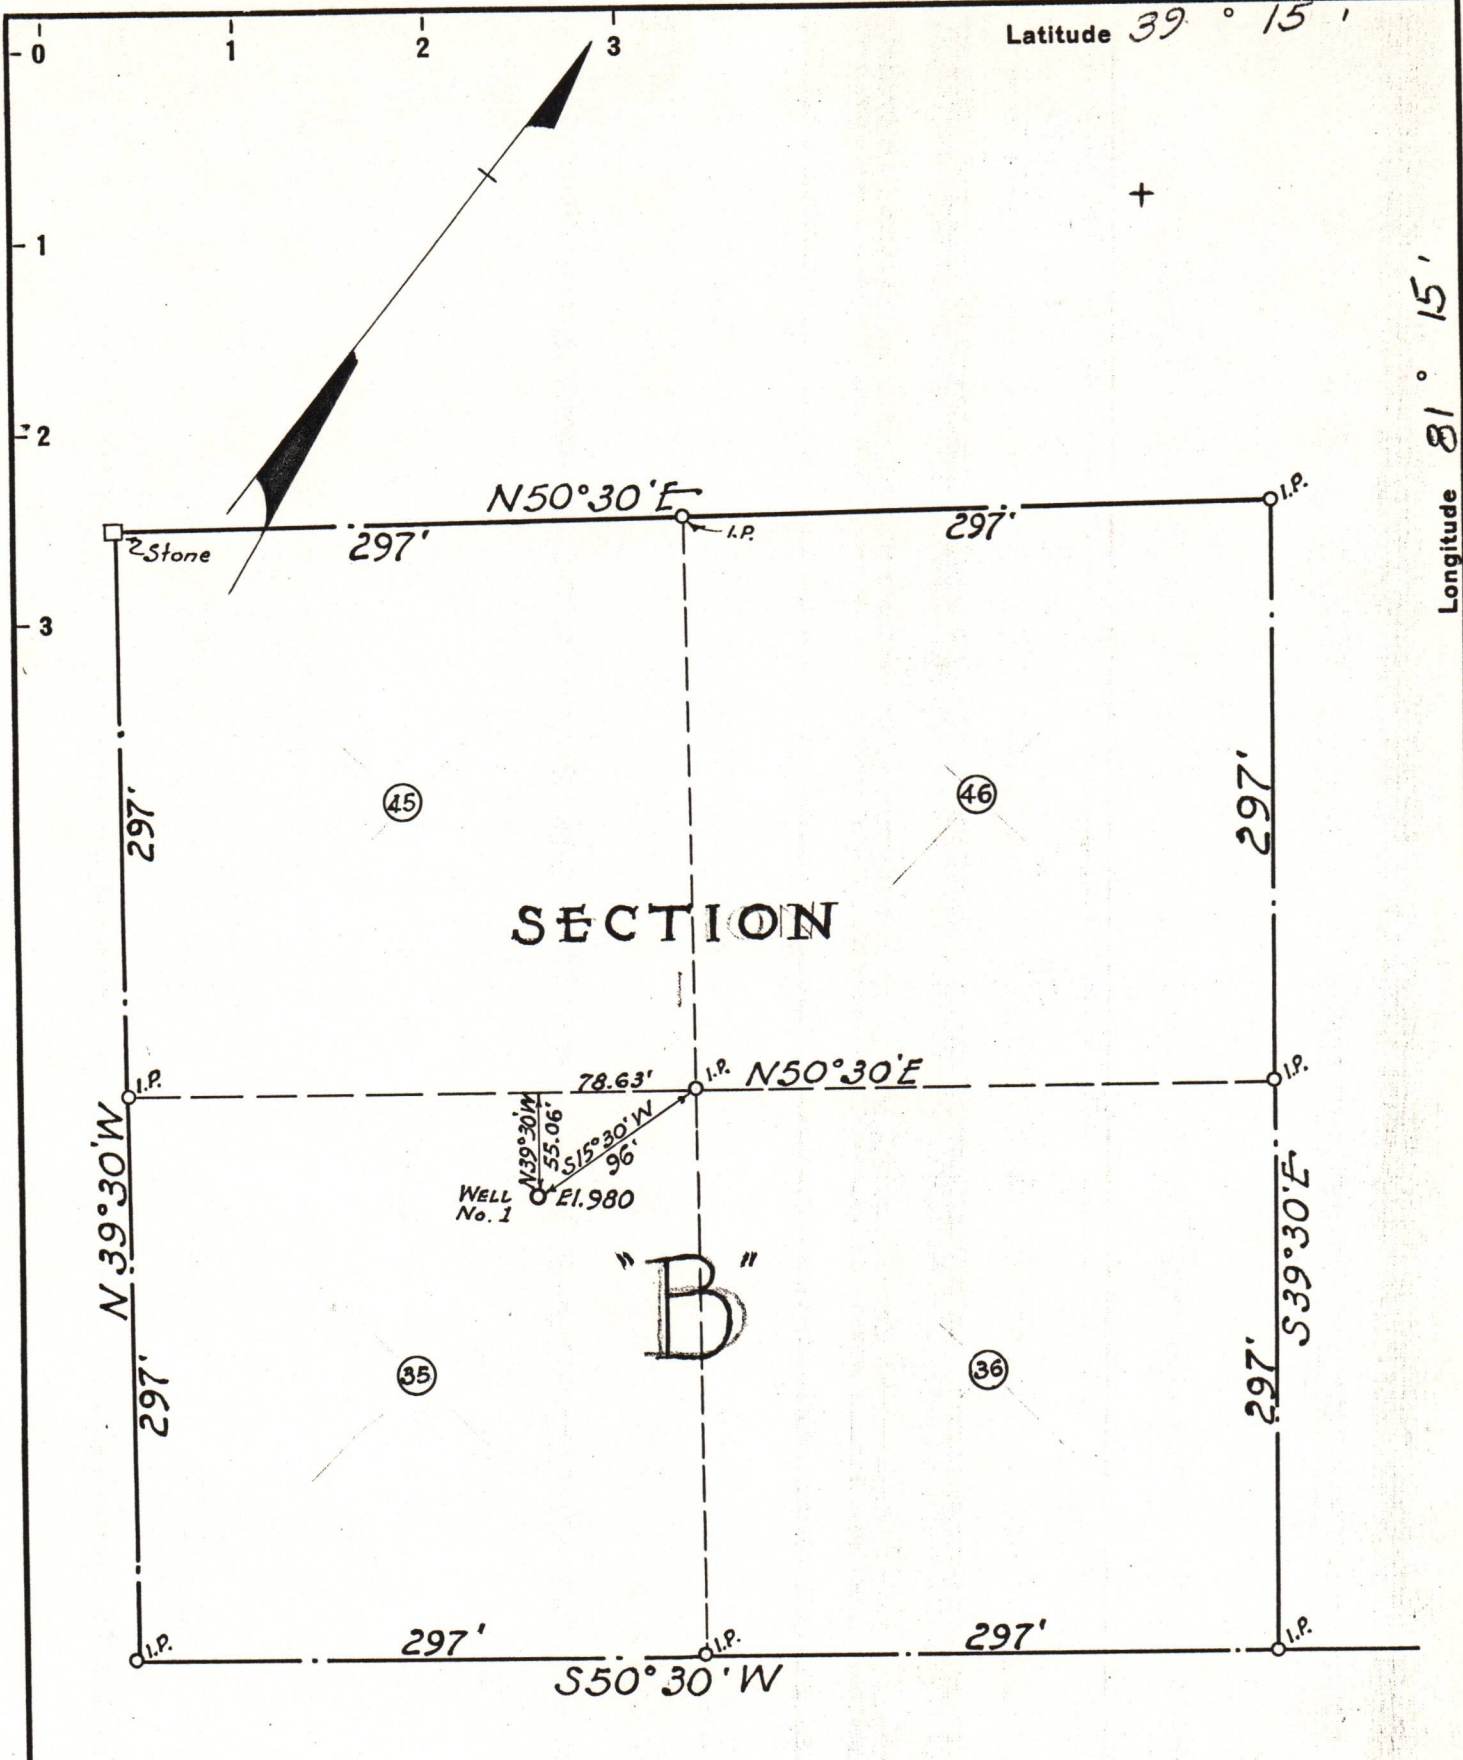 Latitude 39 ° 15 '
0 1 2 3
1
2
3
Longitude 81 ° 15 '
N50°30'E
I.P.
Stone
297'
I.P.
297'
297'
297'
45
46
SECTION
I.P.
78.63'
I.P.
N50°30'E
I.P.
N39°30'W
55.06'
S15°30'W
96'
WELL
No. 1
El.980
N39°30'W
S39°30'E
"B"
35
36
297'
297'
I.P.
297'
I.P.
297'
I.P.
S50°30'W